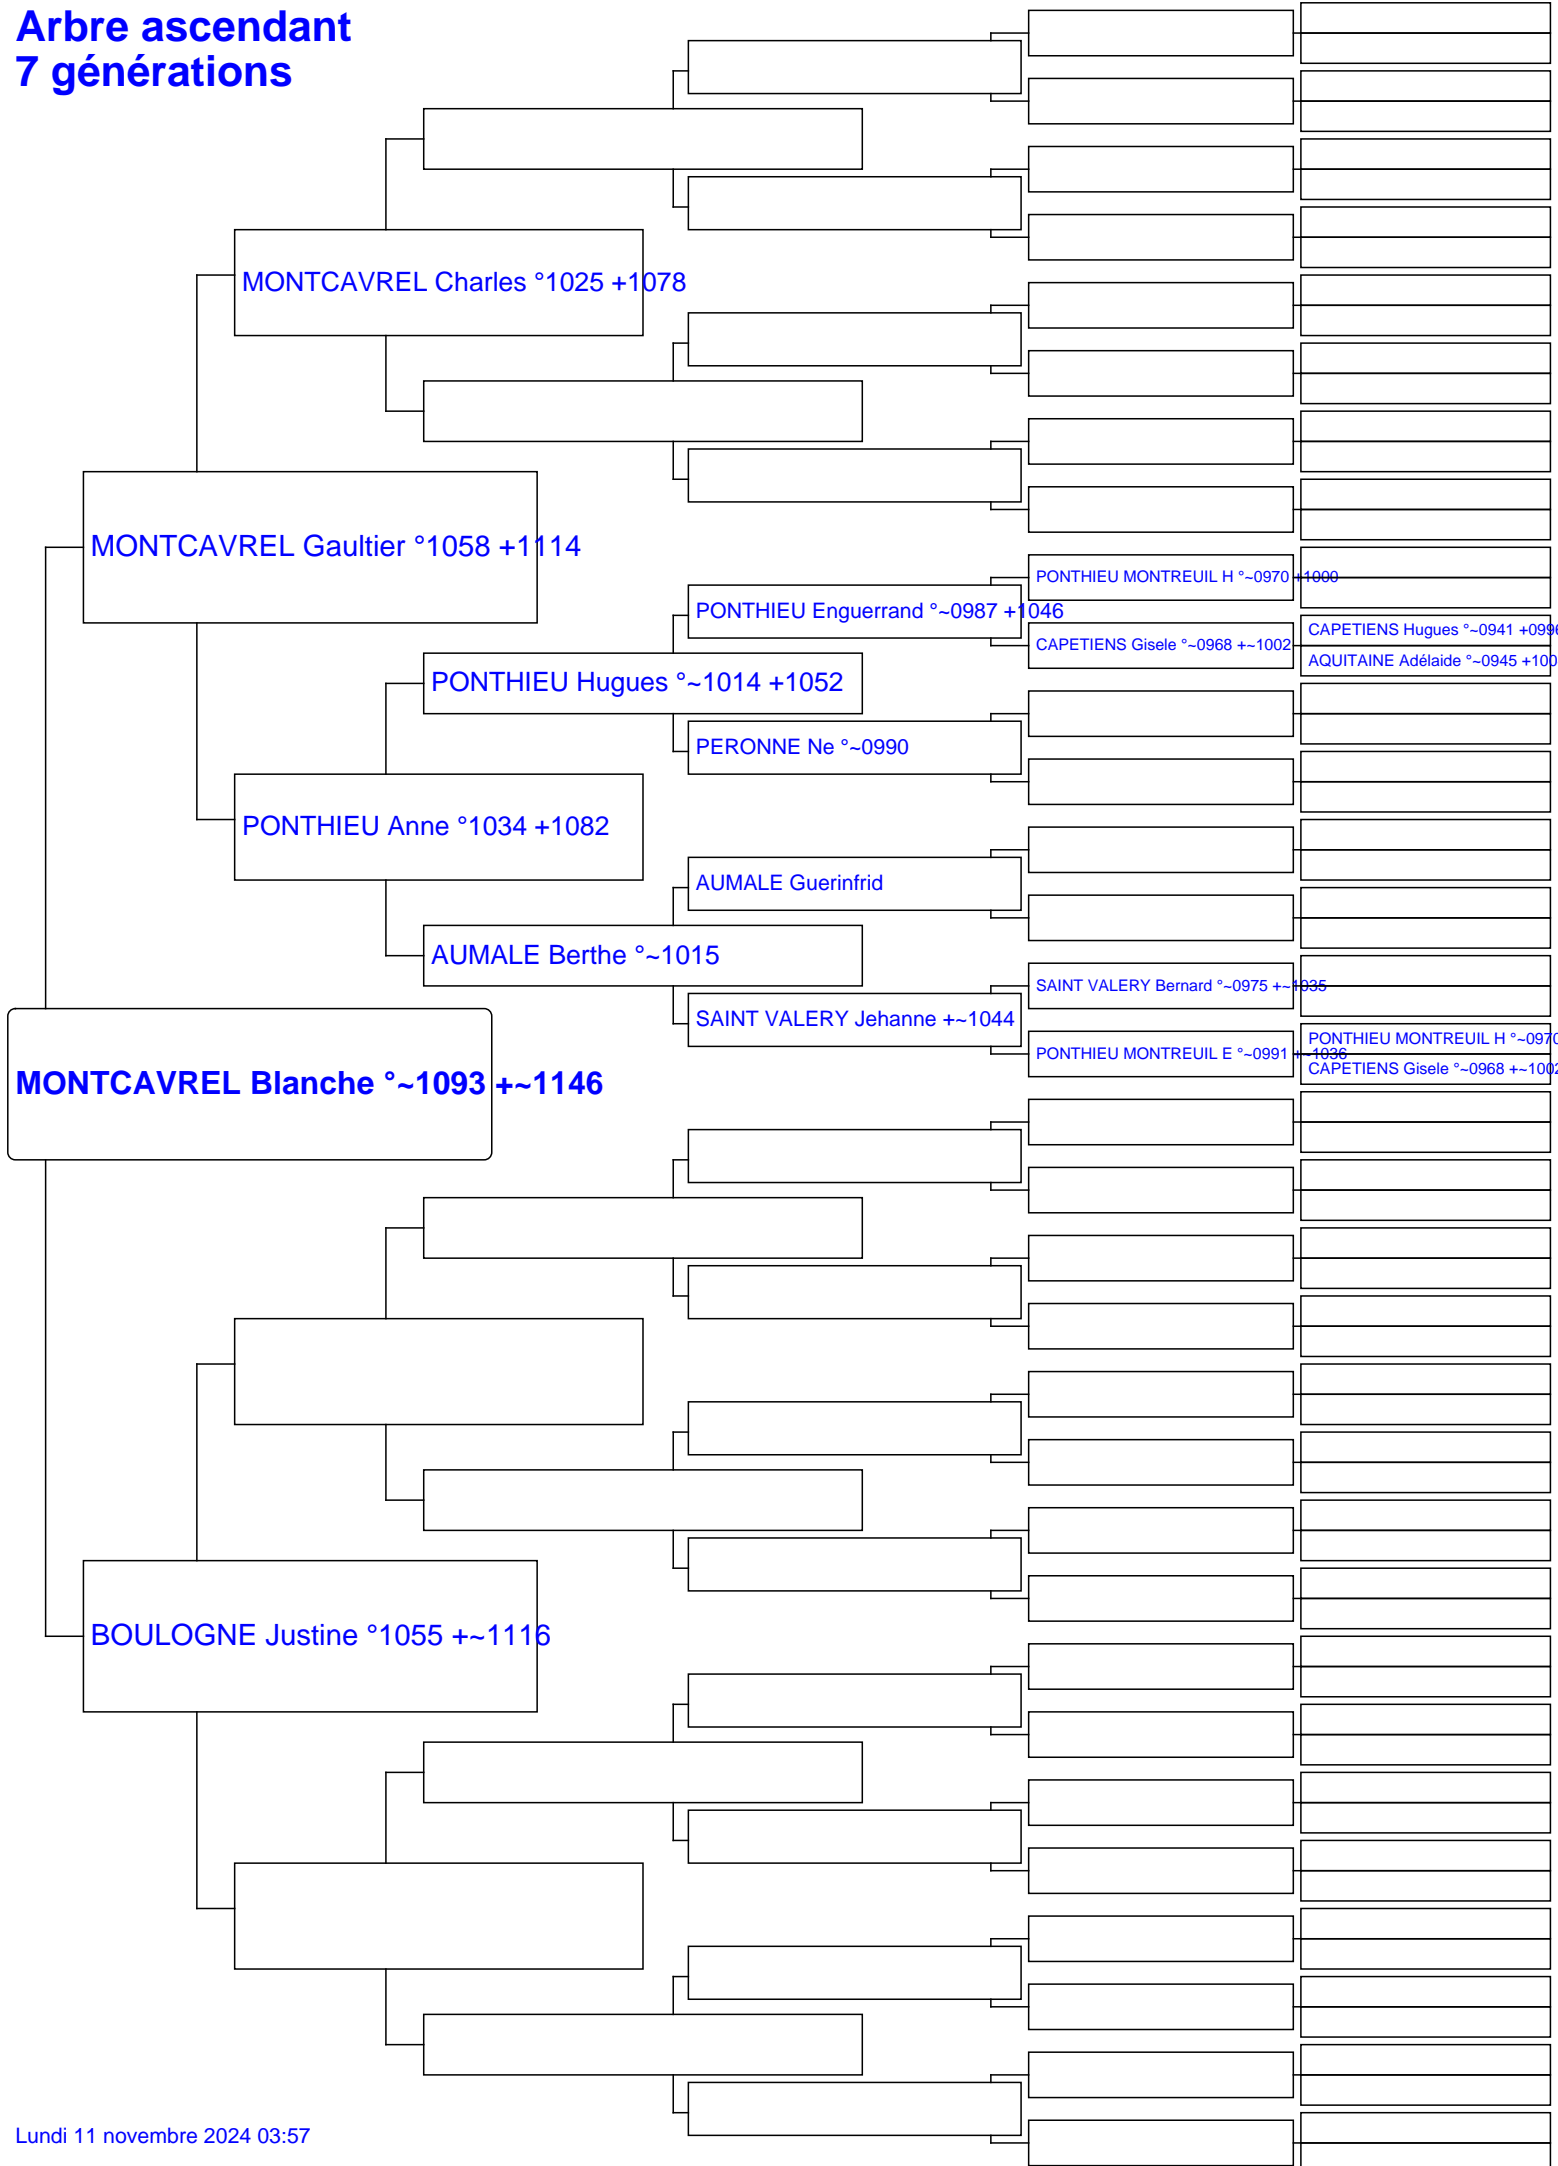 Arbre ascendant
7 générations
MONTCAVREL Charles °1025 +1078
MONTCAVREL Gaultier °1058 +1114
PONTHIEU MONTREUIL H °~0970 +1000
PONTHIEU Enguerrand °~0987 +1046
CAPETIENS Hugues °~0941 +0996
CAPETIENS Gisele °~0968 +~1002
AQUITAINE Adélaide °~0945 +100
PONTHIEU Hugues °~1014 +1052
PERONNE Ne °~0990
PONTHIEU Anne °1034 +1082
AUMALE Guerinfrid
AUMALE Berthe °~1015
SAINT VALERY Bernard °~0975 +~1035
SAINT VALERY Jehanne +~1044
PONTHIEU MONTREUIL H °~0970
PONTHIEU MONTREUIL E °~0991 +~1036
CAPETIENS Gisele °~0968 +~1002
MONTCAVREL Blanche °~1093 +~1146
BOULOGNE Justine °1055 +~1116
Lundi 11 novembre 2024 03:57